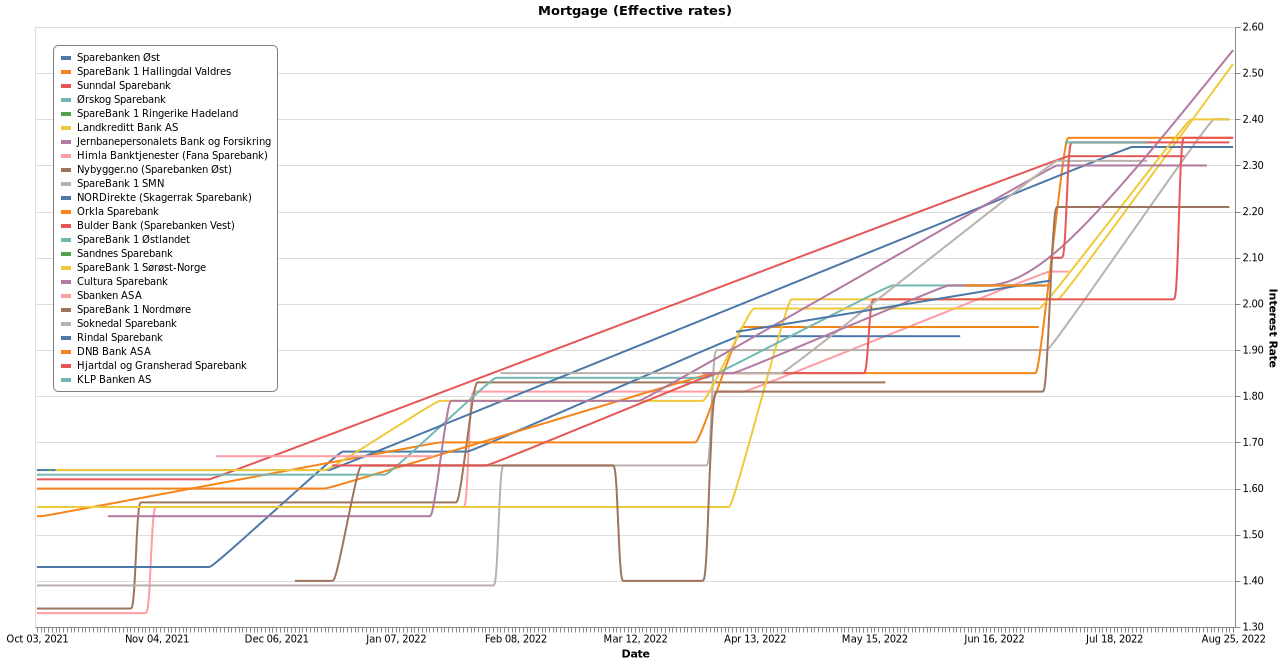 Mortgage (Effective rates)
Sparebanken Øst
SpareBank 1 Hallingdal Valdres
Sunndal Sparebank
Ørskog Sparebank
SpareBank 1 Ringerike Hadeland
Landkreditt Bank AS
Jernbanepersonalets Bank og Forsikring
Himla Banktjenester (Fana Sparebank)
Nybygger.no (Sparebanken Øst)
SpareBank 1 SMN
NORDirekte (Skagerrak Sparebank)
Orkla Sparebank
Bulder Bank (Sparebanken Vest)
SpareBank 1 Østlandet
Sandnes Sparebank
SpareBank 1 Sørøst-Norge
Cultura Sparebank
Sbanken ASA
SpareBank 1 Nordmøre
Soknedal Sparebank
Rindal Sparebank
DNB Bank ASA
Hjartdal og Gransherad Sparebank
KLP Banken AS
2.60
2.50
2.40
2.30
2.20
2.10
2.00
1.90
1.80
1.70
1.60
1.50
1.40
1.30
Interest Rate
Oct 03, 2021 Nov 04, 2021 Dec 06, 2021 Jan 07, 2022 Feb 08, 2022 Mar 12, 2022 Apr 13, 2022 May 15, 2022 Jun 16, 2022 Jul 18, 2022 Aug 25, 2022
Date